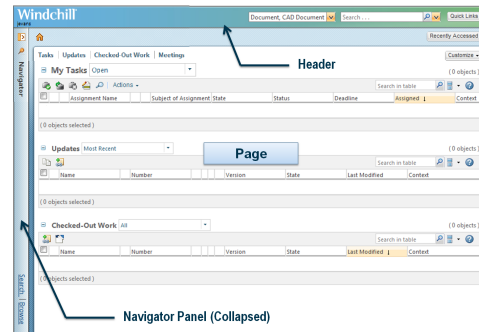 Windchill
Document, CAD Document
Search . . .
Quick Links
Recently Accessed
Header
Navigator
Tasks Updates Checked-Out Work Meetings
Customize
My Tasks Open
( 0 objects )
Actions
Search in table
Assignment Name Subject of Assignment State Status Deadline Assigned Context
( 0 objects selected )
Page
Updates Most Recent
( 0 objects )
Search in table
Name Number Version State Last Modified Context
( 0 objects selected )
Checked-Out Work All
( 0 objects )
Search in table
Name Number Version State Last Modified Context
( 0 objects selected )
Search Browse
Navigator Panel (Collapsed)